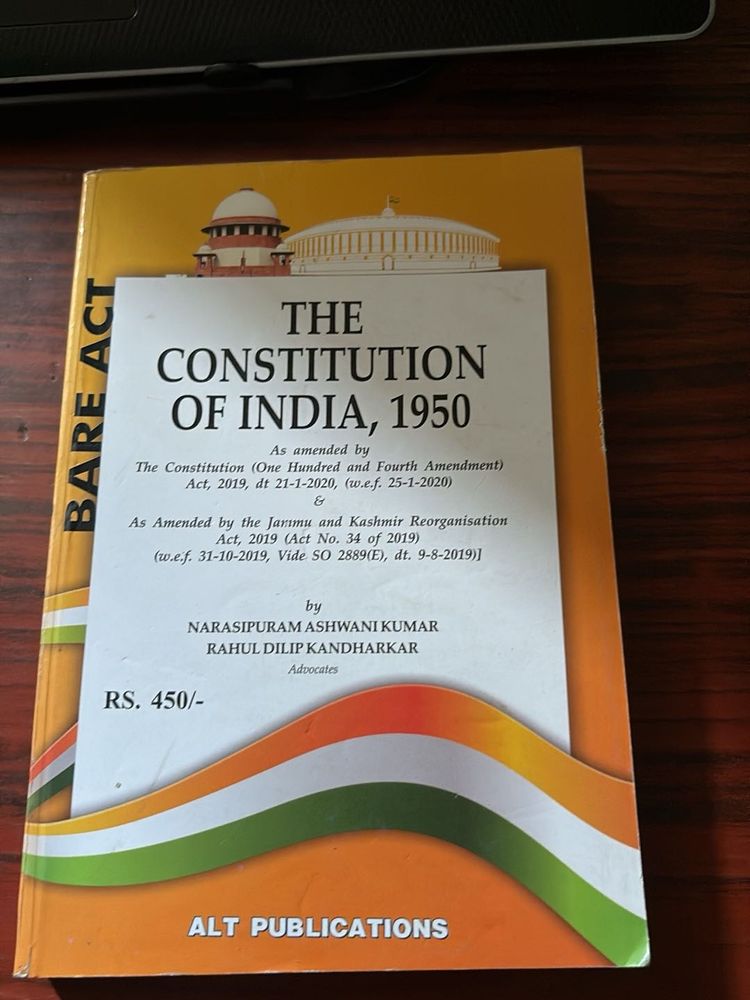 BARE ACT
THE
CONSTITUTION
OF INDIA, 1950
As amended by
The Constitution (One Hundred and Fourth Amendment)
Act, 2019, dt 21-1-2020, (w.e.f. 25-1-2020)
&
As Amended by the Jammu and Kashmir Reorganisation
Act, 2019 (Act No. 34 of 2019)
(w.e.f. 31-10-2019, Vide SO 2889(E), dt. 9-8-2019)]
by
NARASIPURAM ASHWANI KUMAR
RAHUL DILIP KANDHARKAR
Advocates
RS. 450/-
ALT PUBLICATIONS